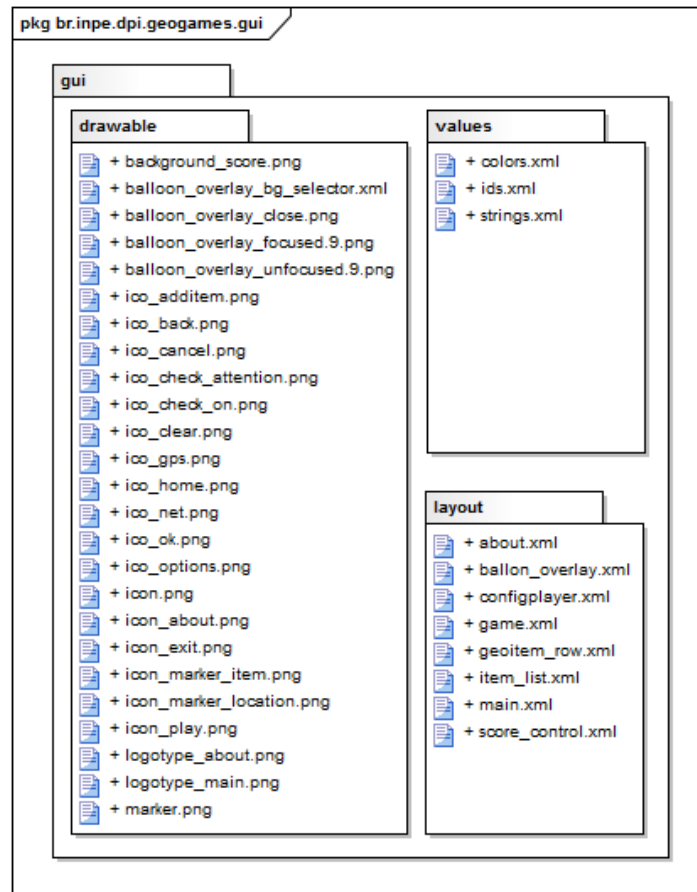 pkg br.inpe.dpi.geogames.gui
gui
drawable
+ background_score.png
+ balloon_overlay_bg_selector.xml
+ balloon_overlay_close.png
+ balloon_overlay_focused.9.png
+ balloon_overlay_unfocused.9.png
+ ico_additem.png
+ ico_back.png
+ ico_cancel.png
+ ico_check_attention.png
+ ico_check_on.png
+ ico_clear.png
+ ico_gps.png
+ ico_home.png
+ ico_net.png
+ ico_ok.png
+ ico_options.png
+ icon.png
+ icon_about.png
+ icon_exit.png
+ icon_marker_item.png
+ icon_marker_location.png
+ icon_play.png
+ logotype_about.png
+ logotype_main.png
+ marker.png
values
+ colors.xml
+ ids.xml
+ strings.xml
layout
+ about.xml
+ ballon_overlay.xml
+ configplayer.xml
+ game.xml
+ geoitem_row.xml
+ item_list.xml
+ main.xml
+ score_control.xml